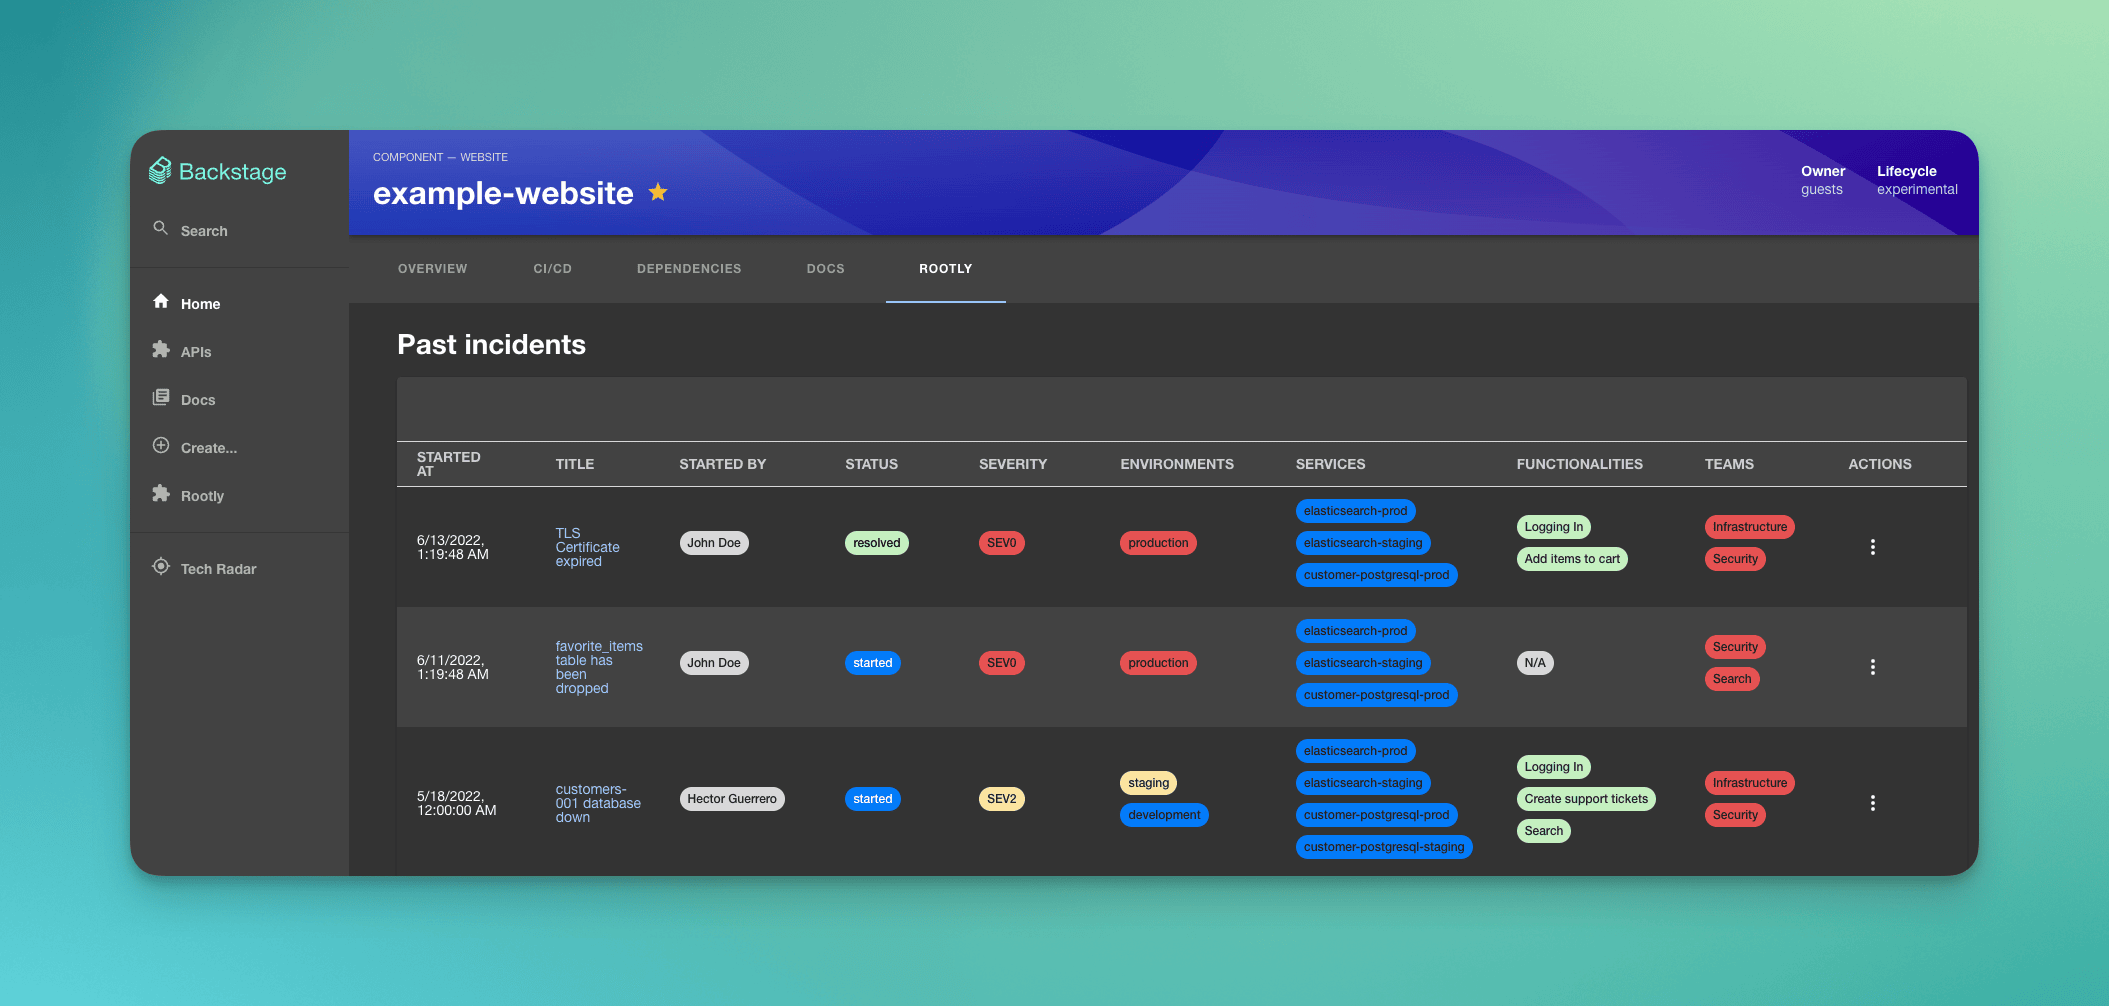 Backstage
Search
Home
APIs
Docs
Create...
Rootly
Tech Radar
COMPONENT — WEBSITE
example-website
Owner
guests
Lifecycle
experimental
OVERVIEW CI/CD DEPENDENCIES DOCS ROOTLY
Past incidents
STARTED AT TITLE STARTED BY STATUS SEVERITY ENVIRONMENTS SERVICES FUNCTIONALITIES TEAMS ACTIONS
6/13/2022,
1:19:48 AM
TLS
Certificate
expired
John Doe
resolved
SEV0
production
elasticsearch-prod
elasticsearch-staging
customer-postgresql-prod
Logging In
Add items to cart
Infrastructure
Security
6/11/2022,
1:19:48 AM
favorite_items
table has
been
dropped
John Doe
started
SEV0
production
elasticsearch-prod
elasticsearch-staging
customer-postgresql-prod
N/A
Security
Search
5/18/2022,
12:00:00 AM
customers-
001 database
down
Hector Guerrero
started
SEV2
staging
development
elasticsearch-prod
elasticsearch-staging
customer-postgresql-prod
customer-postgresql-staging
Logging In
Create support tickets
Search
Infrastructure
Security